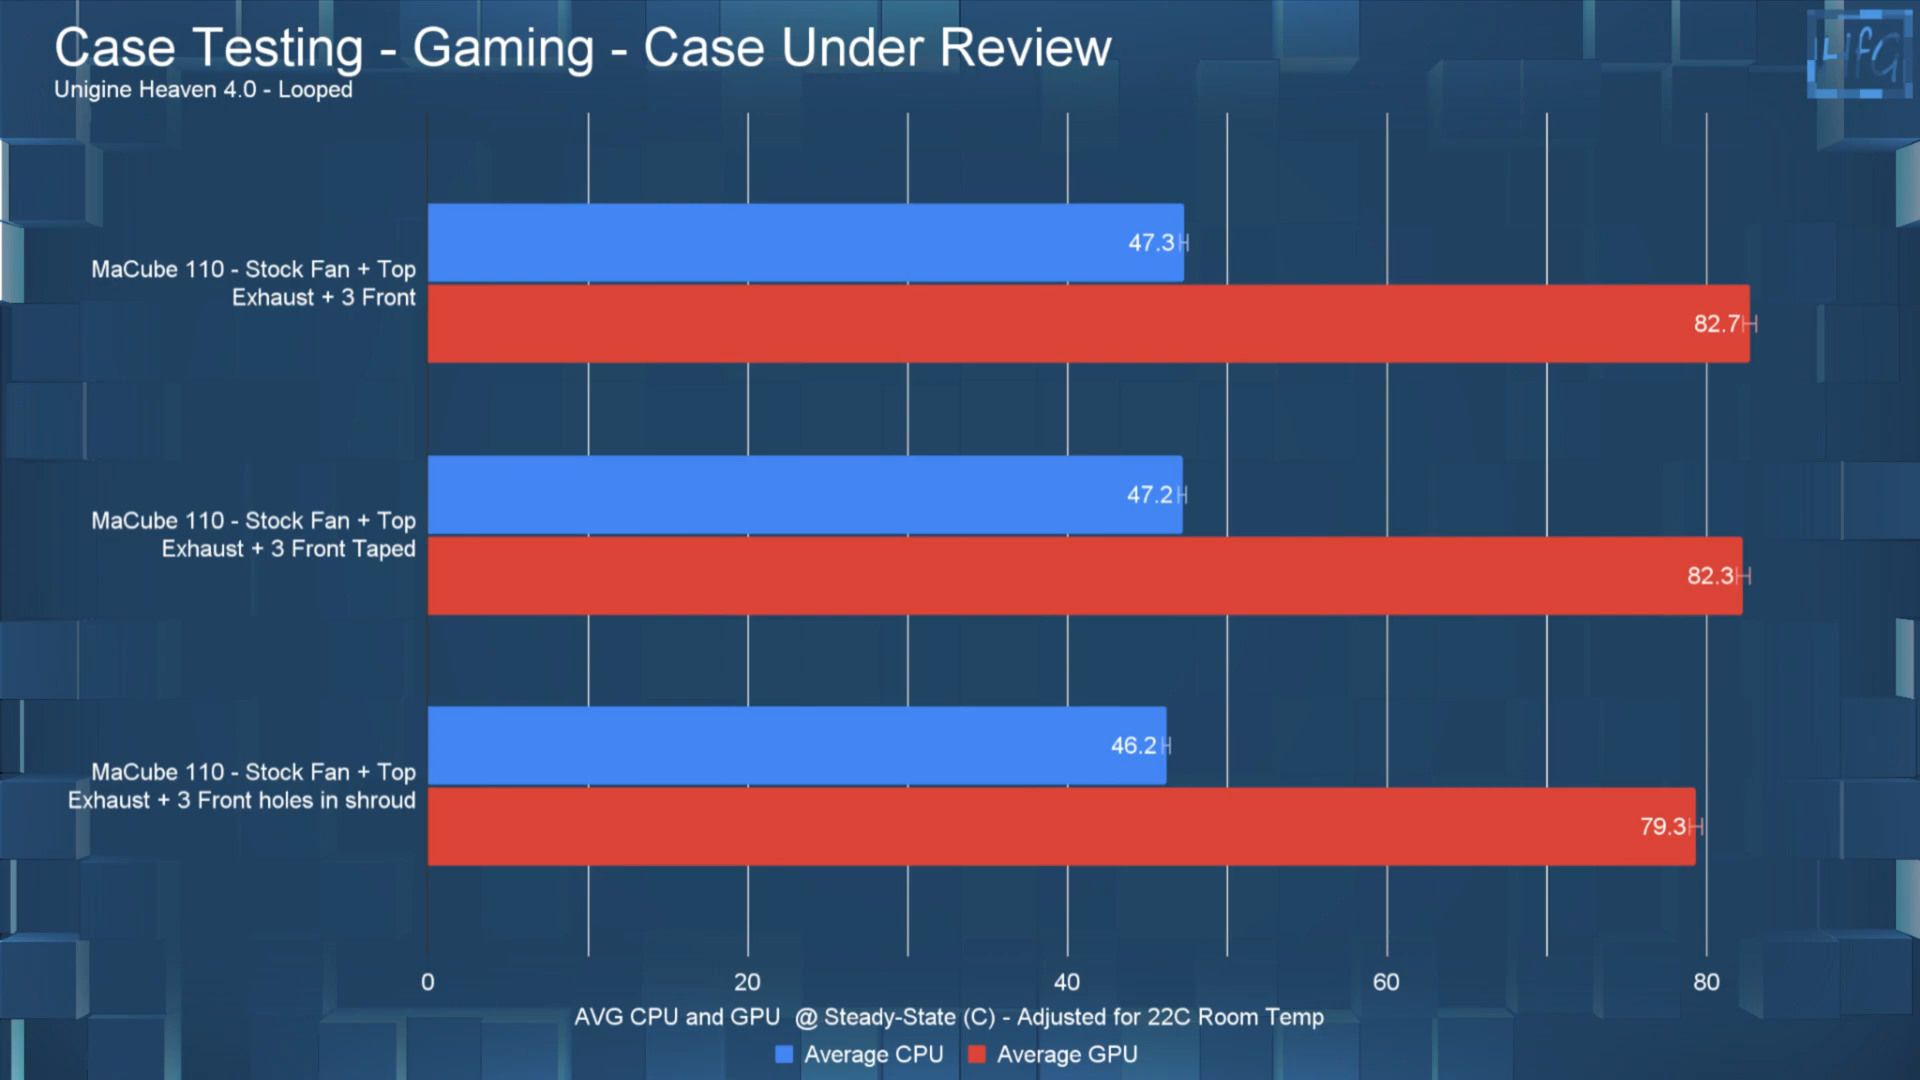 Case Testing - Gaming - Case Under Review
Unigine Heaven 4.0 - Looped
LifG
MaCube 110 - Stock Fan + Top
Exhaust + 3 Front
47.3
82.7
MaCube 110 - Stock Fan + Top
Exhaust + 3 Front Taped
47.2
82.3
MaCube 110 - Stock Fan + Top
Exhaust + 3 Front holes in shroud
46.2
79.3
0 20 40 60 80
AVG CPU and GPU @ Steady-State (C) - Adjusted for 22C Room Temp
Average CPU Average GPU